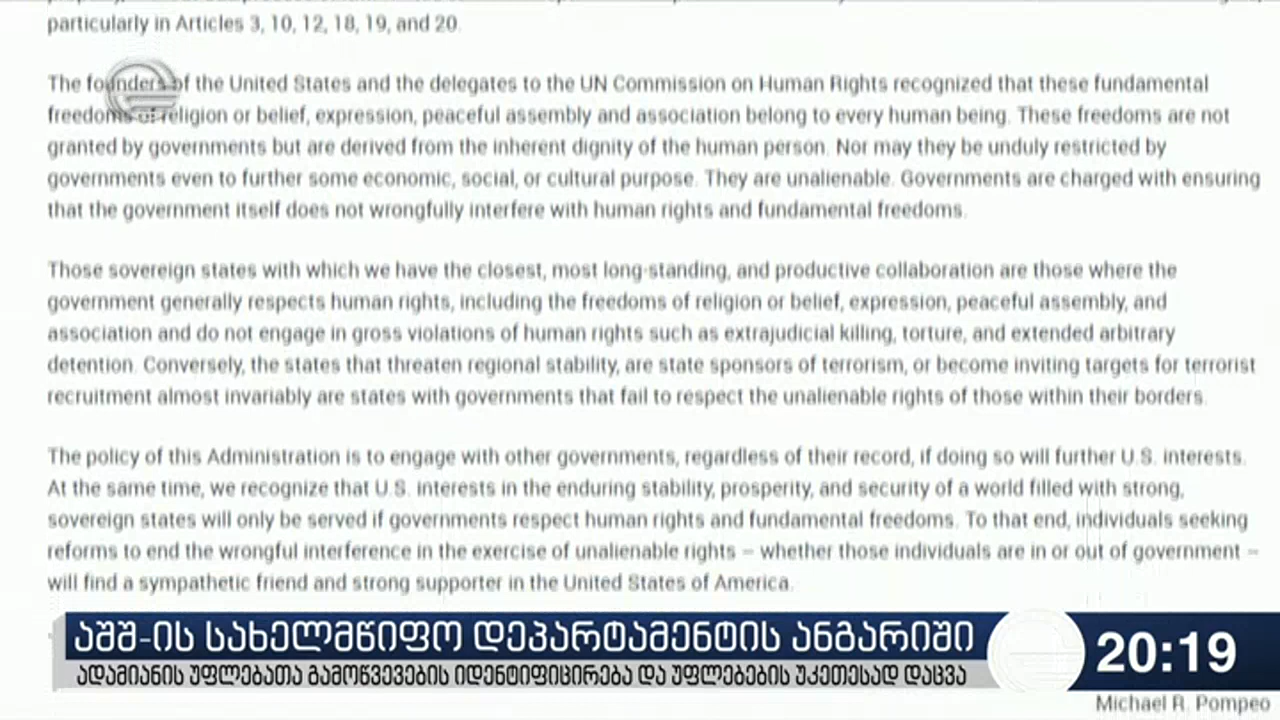 particularly in Articles 3, 10, 12, 18, 19, and 20.
The founders of the United States and the delegates to the UN Commission on Human Rights recognized that these fundamental
freedoms of religion or belief, expression, peaceful assembly and association belong to every human being. These freedoms are not
granted by governments but are derived from the inherent dignity of the human person. Nor may they be unduly restricted by
governments even to further some economic, social, or cultural purpose. They are unalienable. Governments are charged with ensuring
that the government itself does not wrongfully interfere with human rights and fundamental freedoms.
Those sovereign states with which we have the closest, most long-standing, and productive collaboration are those where the
government generally respects human rights, including the freedoms of religion or belief, expression, peaceful assembly, and
association and do not engage in gross violations of human rights such as extrajudicial killing, torture, and extended arbitrary
detention. Conversely, the states that threaten regional stability, are state sponsors of terrorism, or become inviting targets for terrorist
recruitment almost invariably are states with governments that fail to respect the unalienable rights of those within their borders.
The policy of this Administration is to engage with other governments, regardless of their record, if doing so will further U.S. interests.
At the same time, we recognize that U.S. interests in the enduring stability, prosperity, and security of a world filled with strong,
sovereign states will only be served if governments respect human rights and fundamental freedoms. To that end, individuals seeking
reforms to end the wrongful interference in the exercise of unalienable rights – whether those individuals are in or out of government –
will find a sympathetic friend and strong supporter in the United States of America.
აშშ-ის სახელმწიფო დეპარტამენტის ანგარიში
20:19
ადამიანის უფლებათა გამოწვევების იდენტიფიცირება და უფლებების უკეთესად დაცვა
Michael R. Pompeo